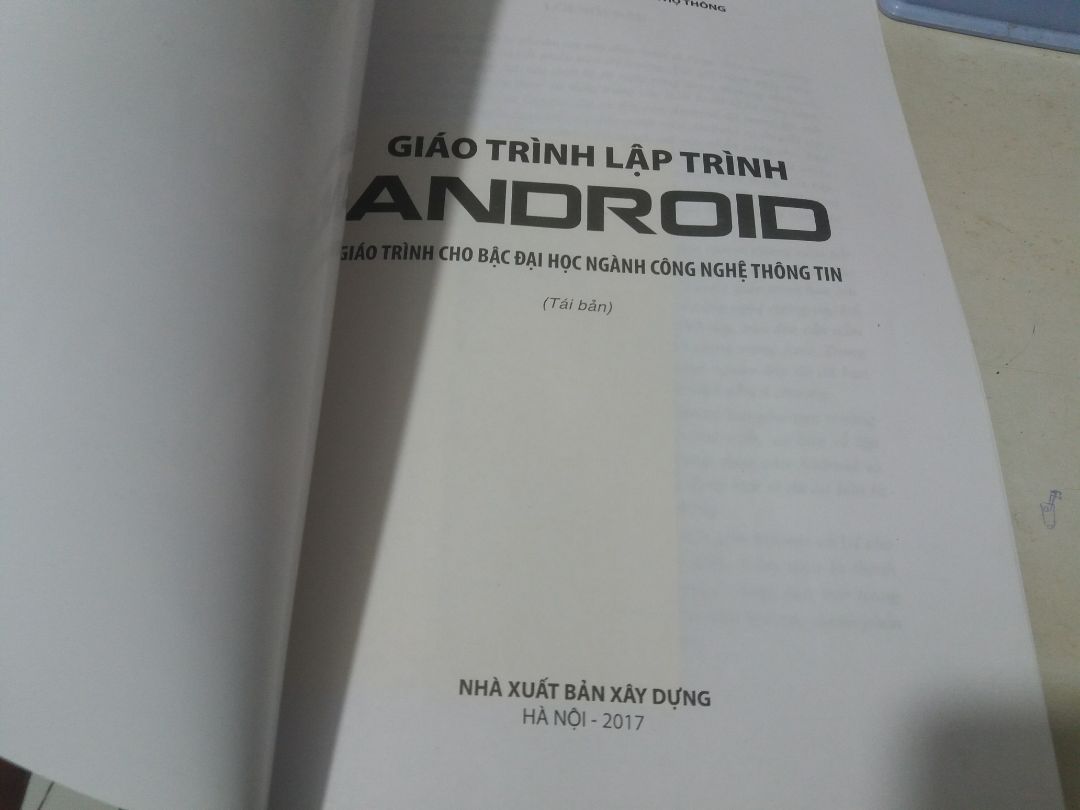 THÔNG
GIÁO TRÌNH LẬP TRÌNH
ANDROID
GIÁO TRÌNH CHO BẬC ĐẠI HỌC NGÀNH CÔNG NGHỆ THÔNG TIN
(Tái bản)
NHÀ XUẤT BẢN XÂY DỰNG
HÀ NỘI - 2017